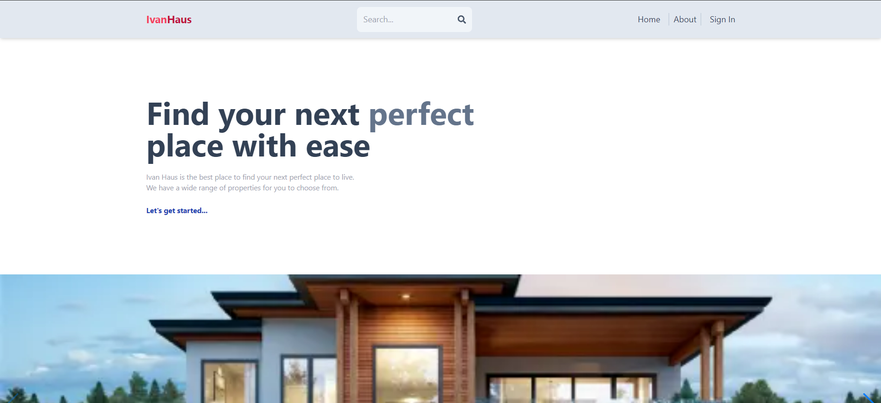 IvanHaus
Search...
Home
About
Sign In
Find your next perfect
place with ease
Ivan Haus is the best place to find your next perfect place to live.
We have a wide range of properties for you to choose from.
Let's get started...